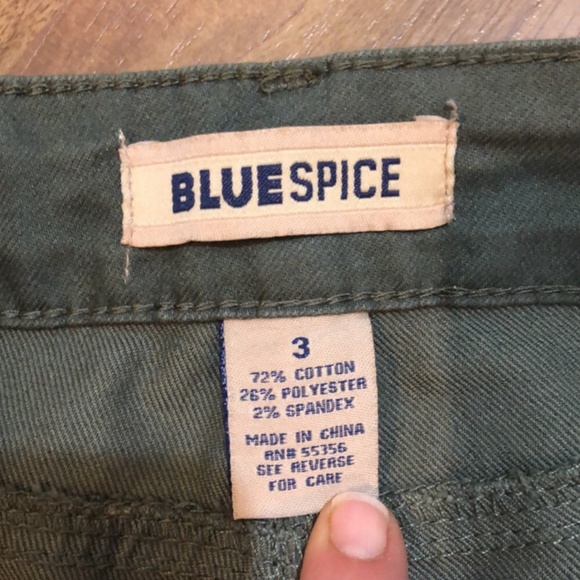 BLUESPICE
3
72% COTTON
26% POLYESTER
2% SPANDEX
MADE IN CHINA
RN# 55356
SEE REVERSE
FOR CARE